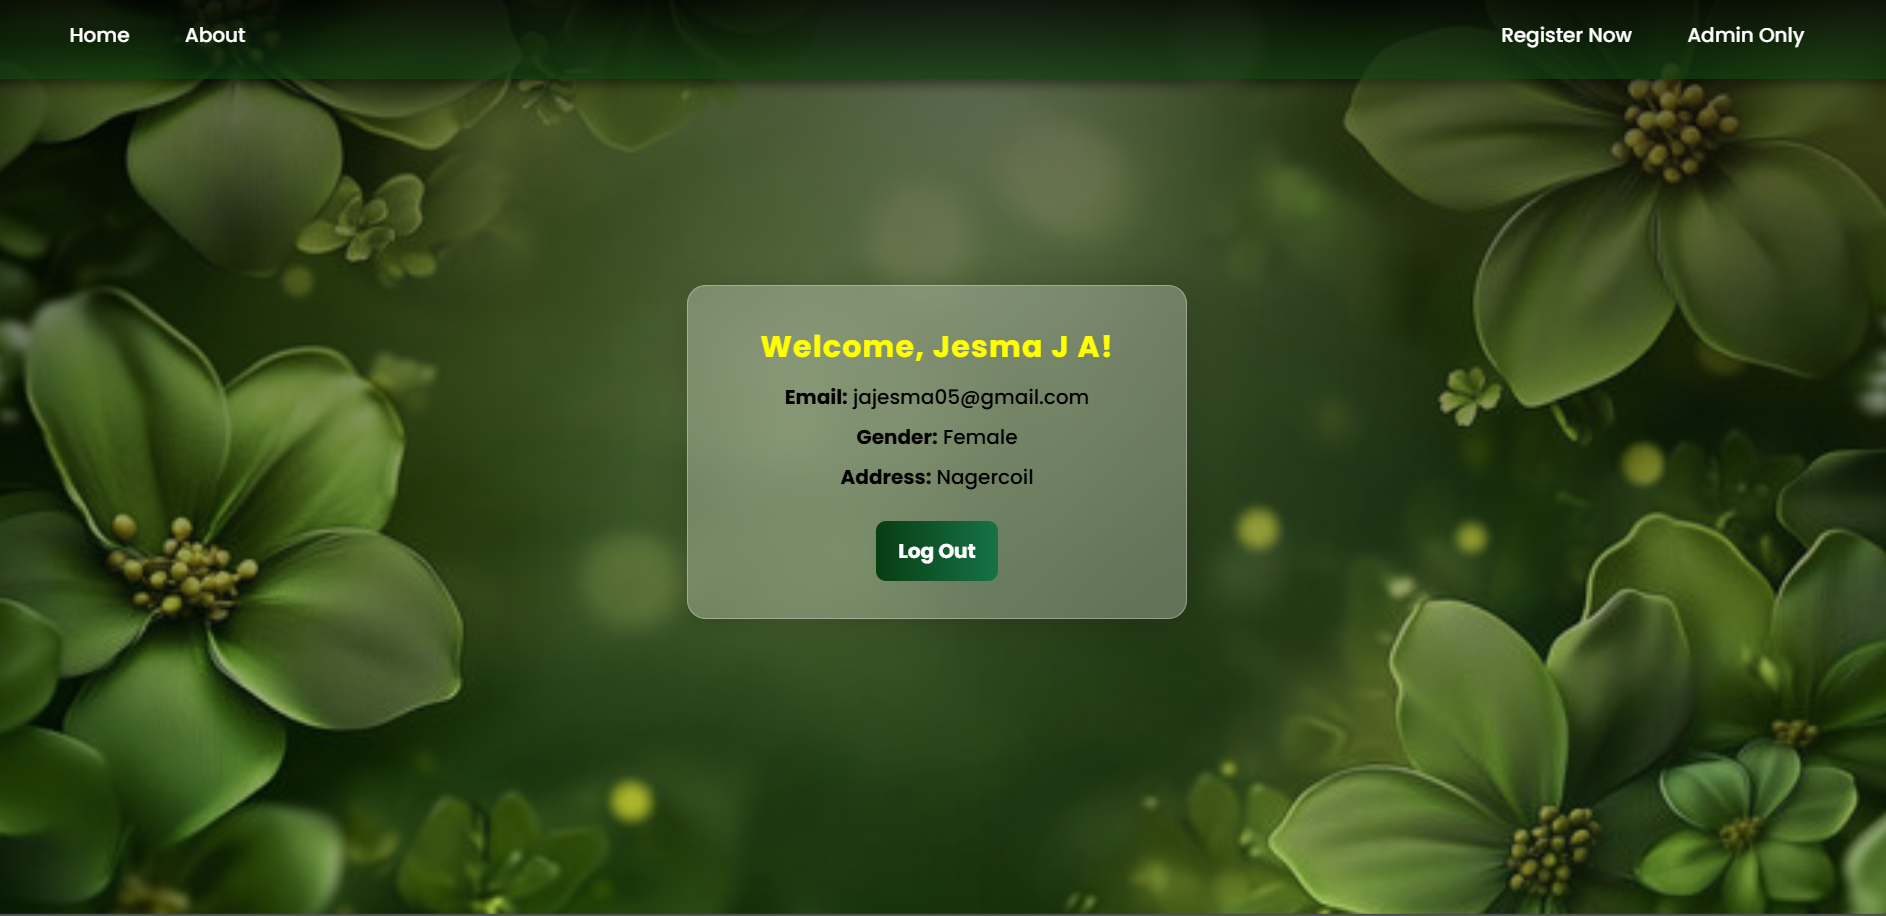 Home About Register Now Admin Only
Welcome, Jesma J A!
Email: jajesma05@gmail.com
Gender: Female
Address: Nagercoil
Log Out